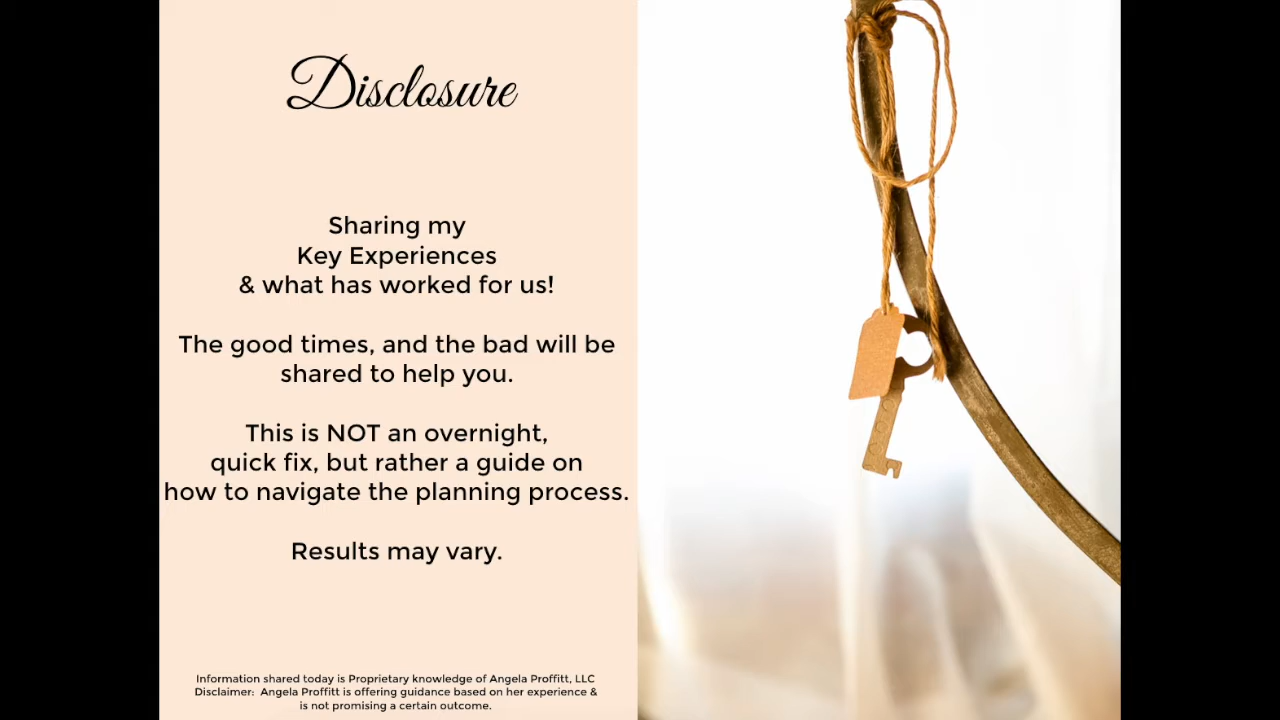 Disclosure
Sharing my
Key Experiences
& what has worked for us!
The good times, and the bad will be
shared to help you.
This is NOT an overnight,
quick fix, but rather a guide on
how to navigate the planning process.
Results may vary.
Information shared today is Proprietary knowledge of Angela Proffitt, LLC
Disclaimer: Angela Proffitt is offering guidance based on her experience &
is not promising a certain outcome.